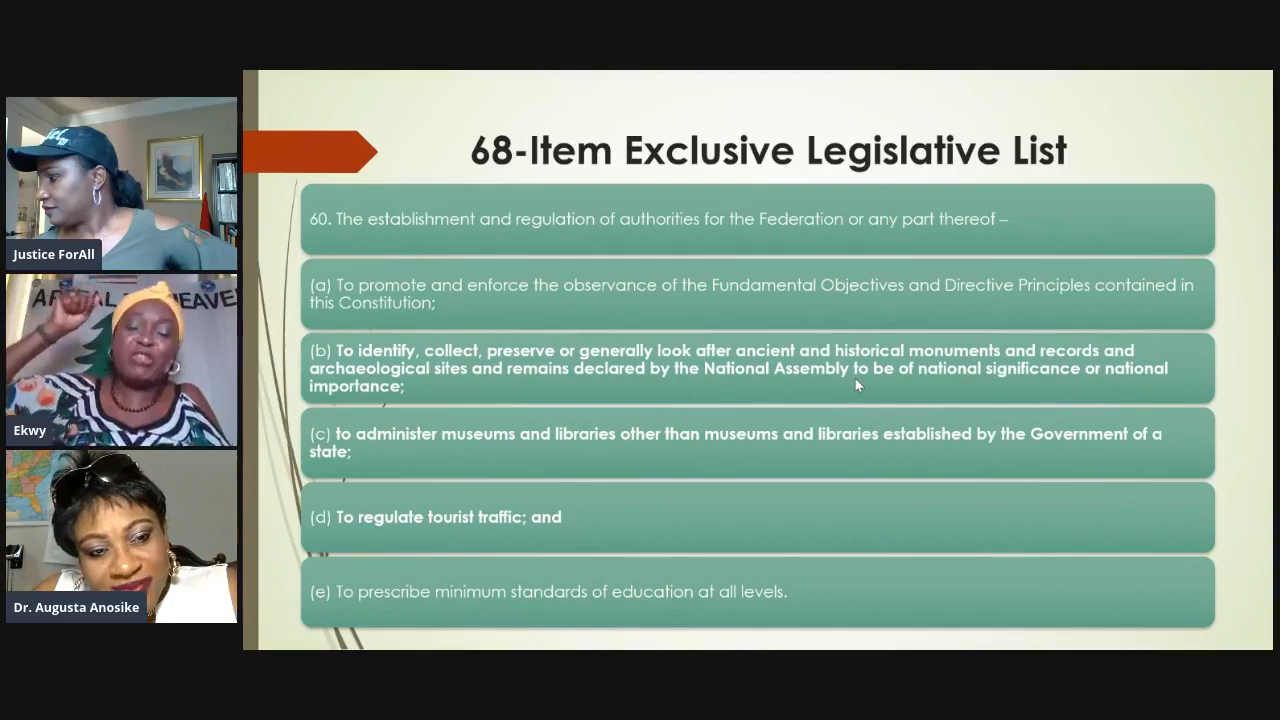 Justice ForAll
Ekwy
Dr. Augusta Anosike
68-Item Exclusive Legislative List
60. The establishment and regulation of authorities for the Federation or any part thereof –
(a) To promote and enforce the observance of the Fundamental Objectives and Directive Principles contained in
this Constitution;
(b) To identify, collect, preserve or generally look after ancient and historical monuments and records and
archaeological sites and remains declared by the National Assembly to be of national significance or national
importance;
(c) to administer museums and libraries other than museums and libraries established by the Government of a
state;
(d) To regulate tourist traffic; and
(e) To prescribe minimum standards of education at all levels.